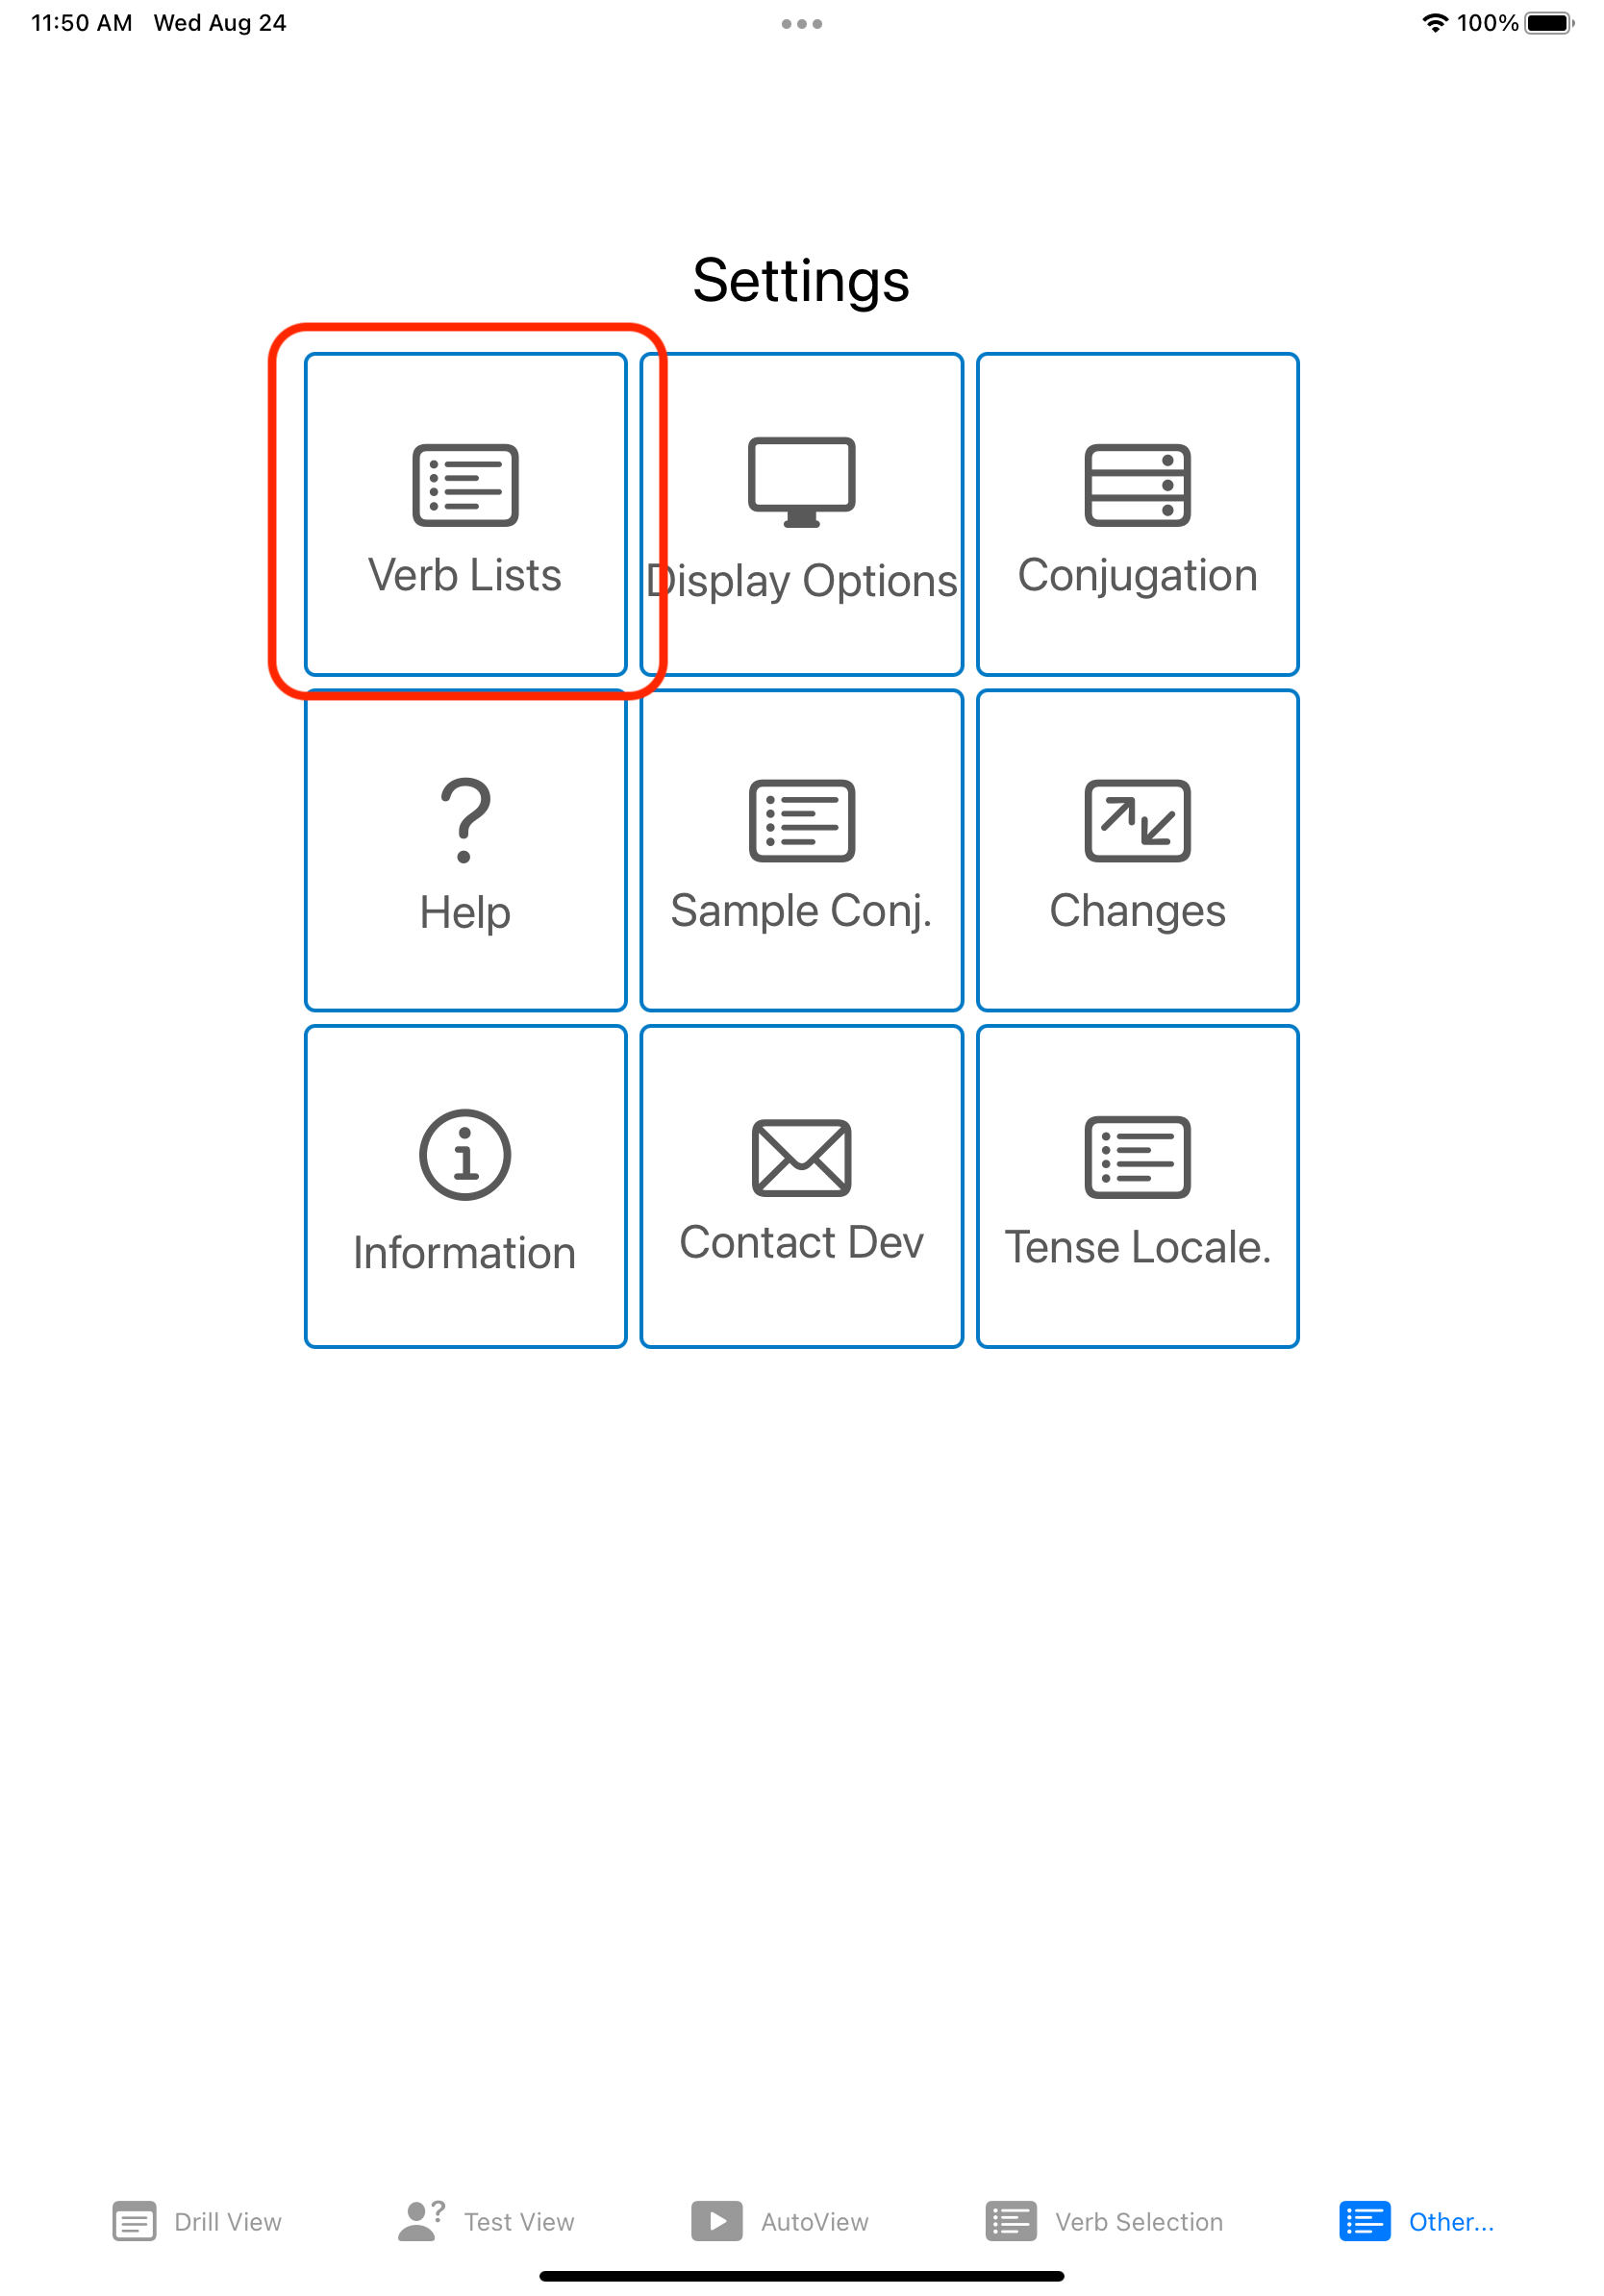 11:50 AM Wed Aug 24
100%
Settings
Verb Lists
Display Options
Conjugation
Help
Sample Conj.
Changes
Information
Contact Dev
Tense Locale.
Drill View
Test View
AutoView
Verb Selection
Other...